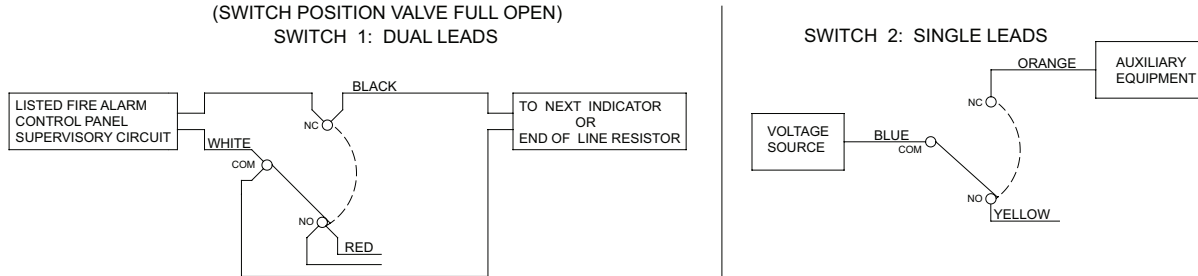 (SWITCH POSITION VALVE FULL OPEN)
SWITCH 1: DUAL LEADS
LISTED FIRE ALARM
CONTROL PANEL
SUPERVISORY CIRCUIT
BLACK
NC
WHITE
COM
NO
RED
TO NEXT INDICATOR
OR
END OF LINE RESISTOR
SWITCH 2: SINGLE LEADS
ORANGE
AUXILIARY
EQUIPMENT
NC
VOLTAGE
SOURCE
BLUE
COM
NO
YELLOW